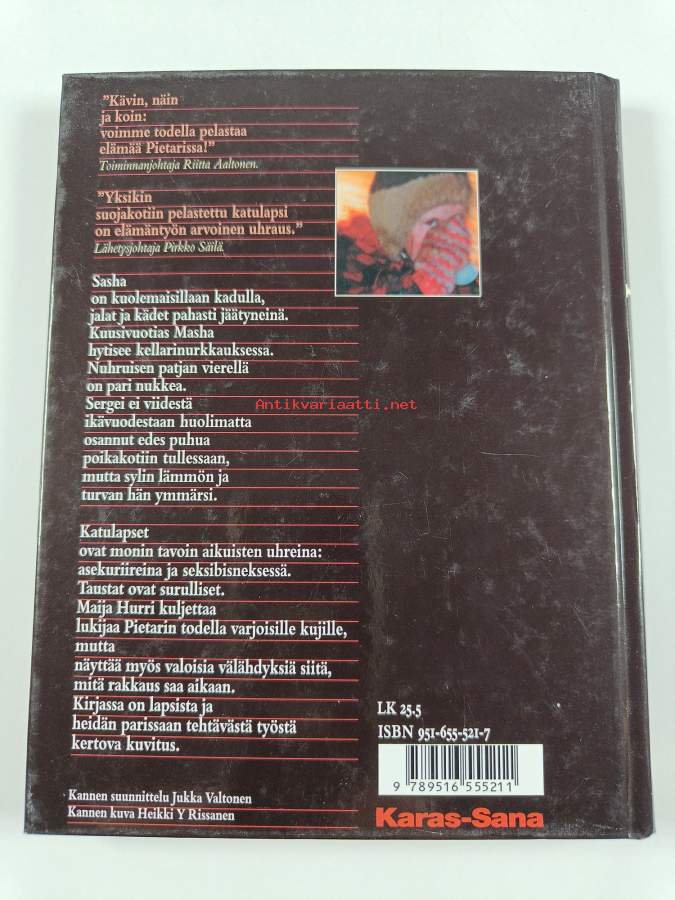 ”Kävin, näin
ja koin:
voimme todella pelastaa
elämää Pietarissa!”
Toiminnanjohtaja Riitta Aaltonen.
”Yksikin
suojakotiin pelastettu katulapsi
on elämäntyön arvoinen uhraus.”
Lähetysjohtaja Pirkko Säilä.
Sasha
on kuolemaisillaan kadulla,
jalat ja kädet pahasti jäätyneinä.
Kuusivuotias Masha
hytisee kellarinurkkauksessa.
Nuhruisen patjan vierellä
on pari nukkea.
Sergei ei viidestä
ikävuodestaan huolimatta
osannut edes puhua
poikakotiin tullessaan,
mutta sylin lämmön ja
turvan hän ymmärsi.
Antikvariaatti.net
Katulapset
ovat monin tavoin aikuisten uhreina:
asekuriireina ja seksibisneksessä.
Taustat ovat surulliset.
Maija Hurri kuljettaa
lukijaa Pietarin todella varjoisille kujille,
mutta
näyttää myös valoisia välähdyksiä siitä,
mitä rakkaus saa aikaan.
Kirjassa on lapsista ja
heidän parissaan tehtävästä työstä
kertova kuvitus.
Kannen suunnittelu Jukka Valtonen
Kannen kuva Heikki Y Rissanen
LK 25.5
ISBN 951-655-521-7
9 789516 555211
Karas-Sana